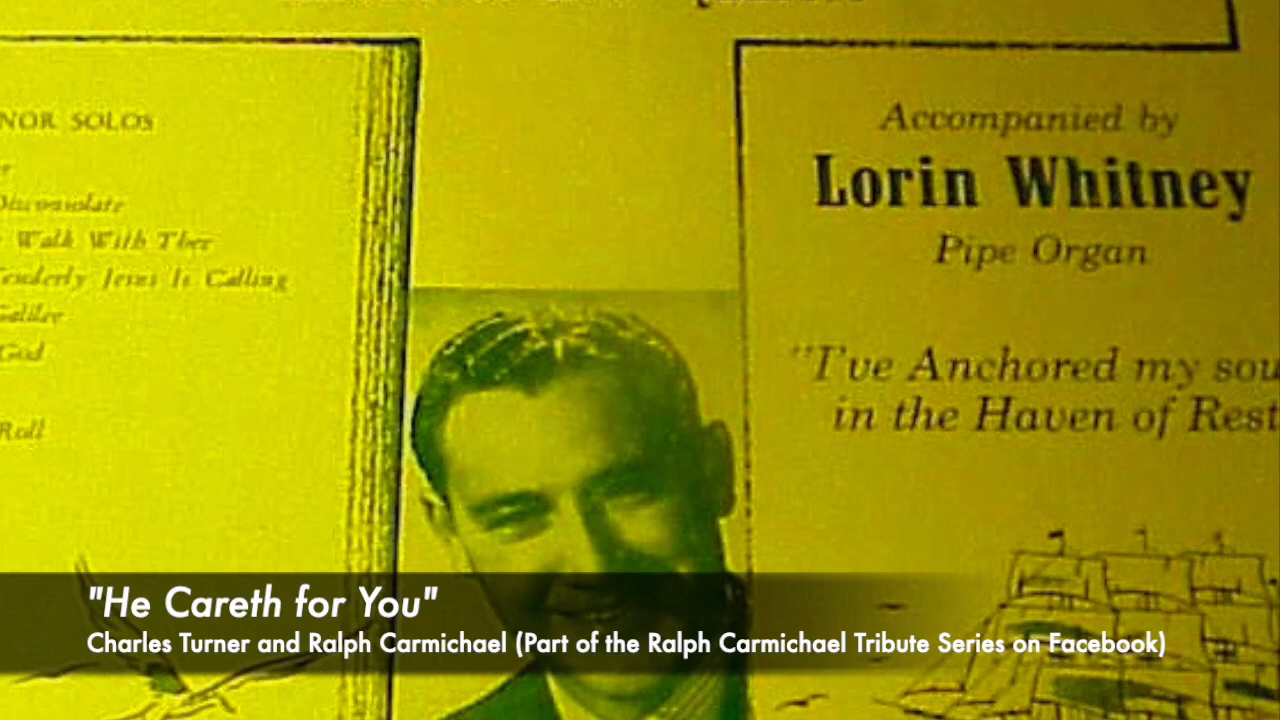 NOR SOLOS
Disconsolate
Walk With Thee
Tenderly Jesus Is Calling
Galilee
God
Roll
Accompanied by
Lorin Whitney
Pipe Organ
"I've Anchored my sou
in the Haven of Rest
"He Careth for You"
Charles Turner and Ralph Carmichael (Part of the Ralph Carmichael Tribute Series on Facebook)